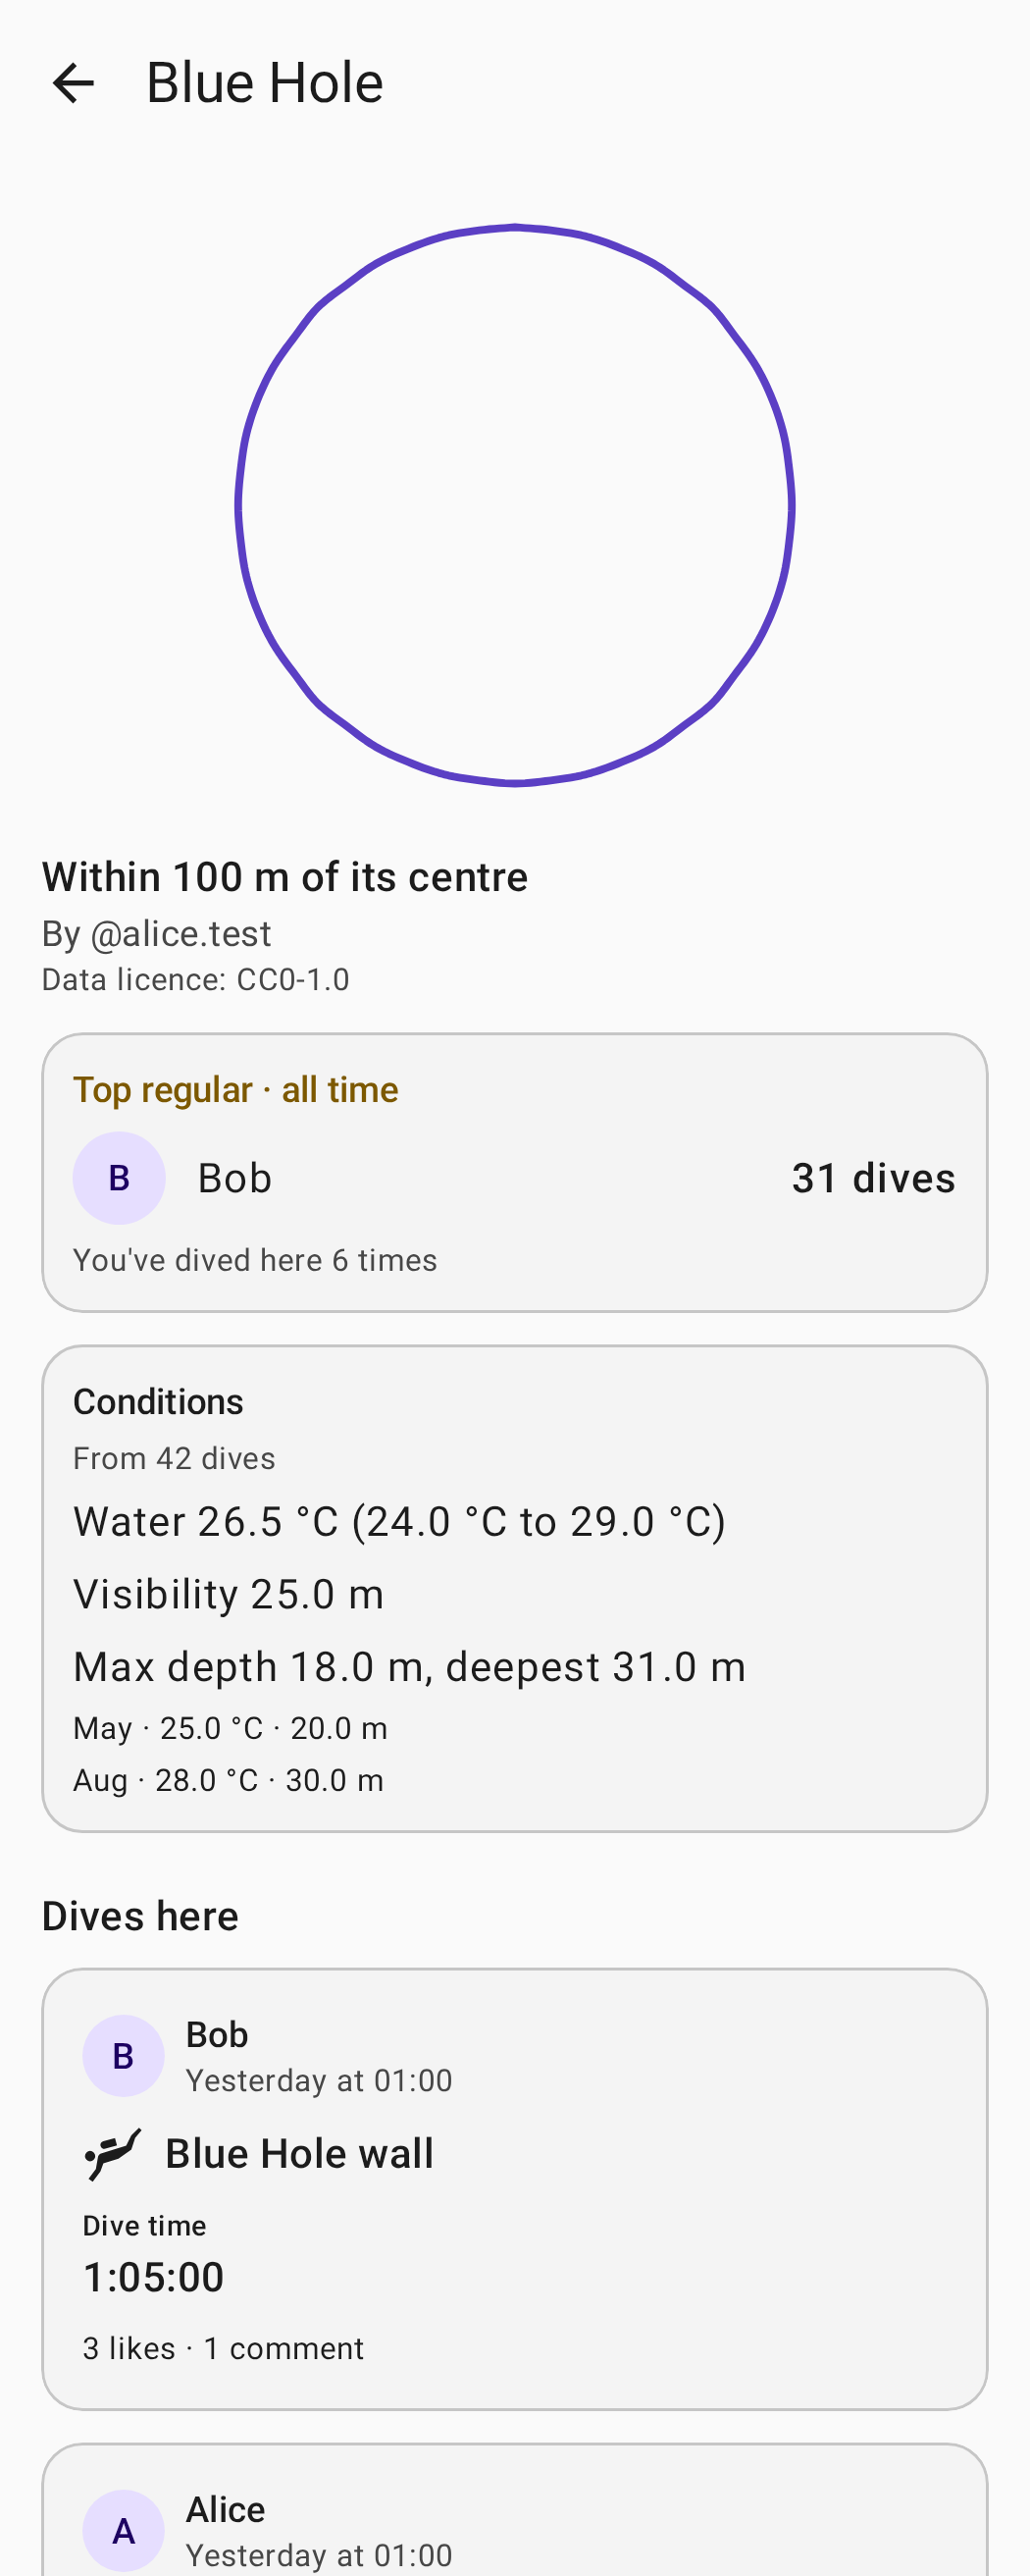 Blue Hole
Within 100 m of its centre
By @alice.test
Data licence: CC0-1.0
Top regular · all time
B
Bob
31 dives
You've dived here 6 times
Conditions
From 42 dives
Water 26.5 °C (24.0 °C to 29.0 °C)
Visibility 25.0 m
Max depth 18.0 m, deepest 31.0 m
May · 25.0 °C · 20.0 m
Aug · 28.0 °C · 30.0 m
Dives here
B
Bob
Yesterday at 01:00
Blue Hole wall
Dive time
1:05:00
3 likes · 1 comment
A
Alice
Yesterday at 01:00